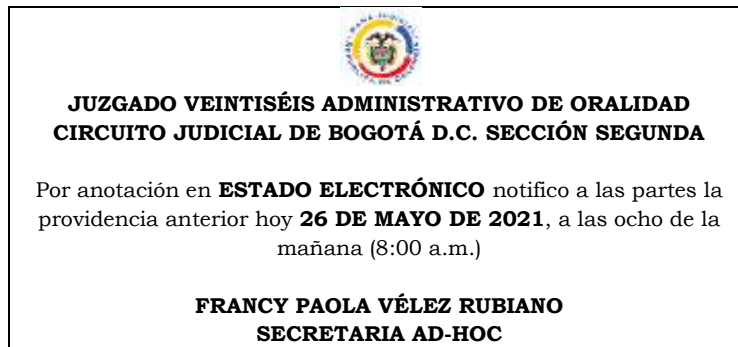 JUZGADO VEINTISÉIS ADMINISTRATIVO DE ORALIDAD
CIRCUITO JUDICIAL DE BOGOTÁ D.C. SECCIÓN SEGUNDA
Por anotación en ESTADO ELECTRÓNICO notifico a las partes la
providencia anterior hoy 26 DE MAYO DE 2021, a las ocho de la
mañana (8:00 a.m.)
FRANCY PAOLA VÉLEZ RUBIANO
SECRETARIA AD-HOC